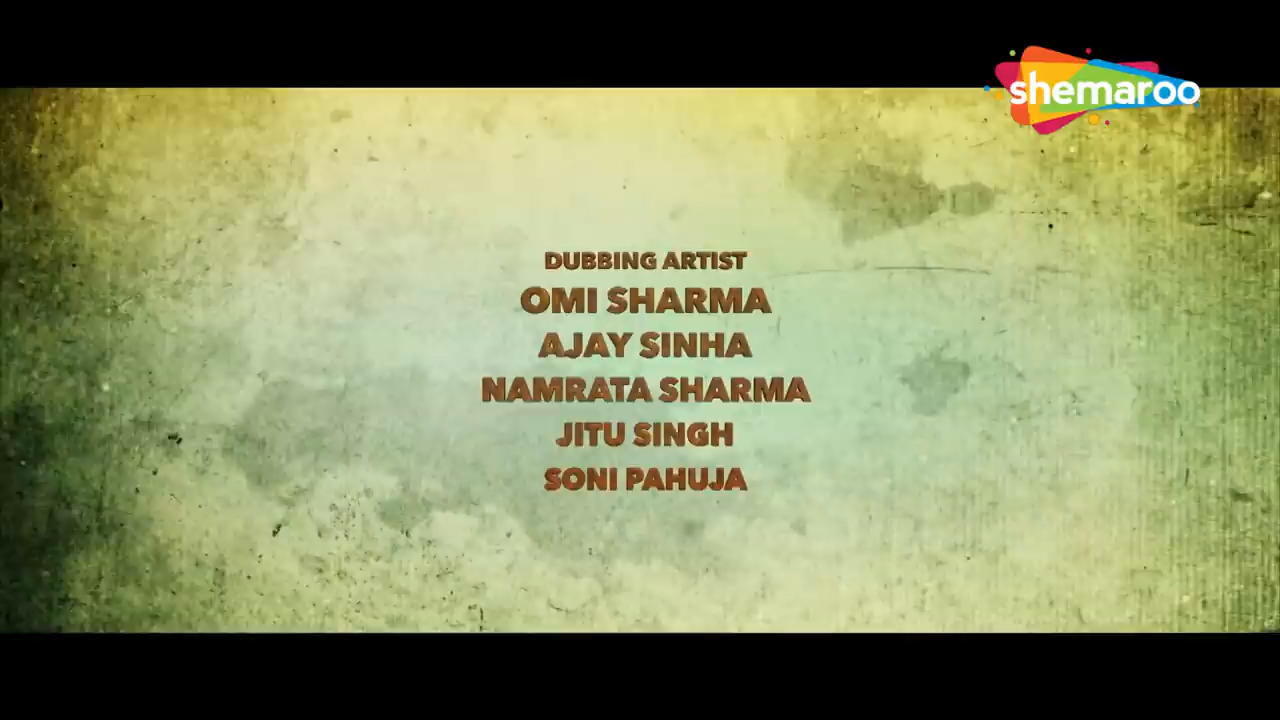 shemaroo
DUBBING ARTIST
OMI SHARMA
AJAY SINHA
NAMRATA SHARMA
JITU SINGH
SONI PAHUJA